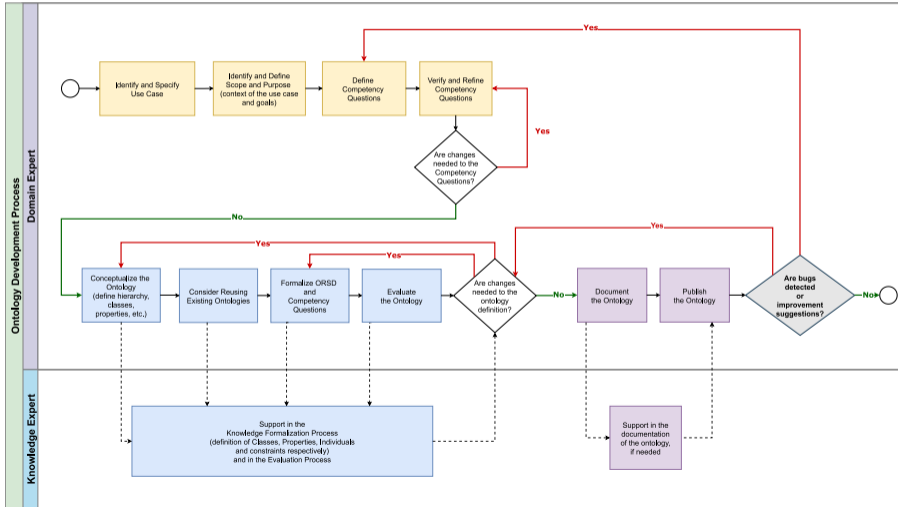 Ontology Development Process
Domain Expert
Knowledge Expert
Yes
Identify and Specify
Use Case
Identify and Define
Scope and Purpose
(context of the use case
and goals)
Define
Competency
Questions
Verify and Refine
Competency
Questions
Yes
Are changes
needed to the
Competency
Questions?
No
Yes
Yes
Yes
Conceptualize the
Ontology
(define hierarchy,
classes,
properties, etc,)
Consider Reusing
Existing Ontologies
Formalize ORSD
and
Competency
Questions
Evaluate
the Ontology
Are changes
needed to the
ontology
definition?
No
Document
the Ontology
Publish
the Ontology
Are bugs
detected
or
improvement
suggestions?
No
Support in the
Knowledge Formalization Process
(definition of Classes, Properties, Individuals
and constraints respectively)
and in the Evaluation Process
Support in the
documentation
of the ontology,
if needed